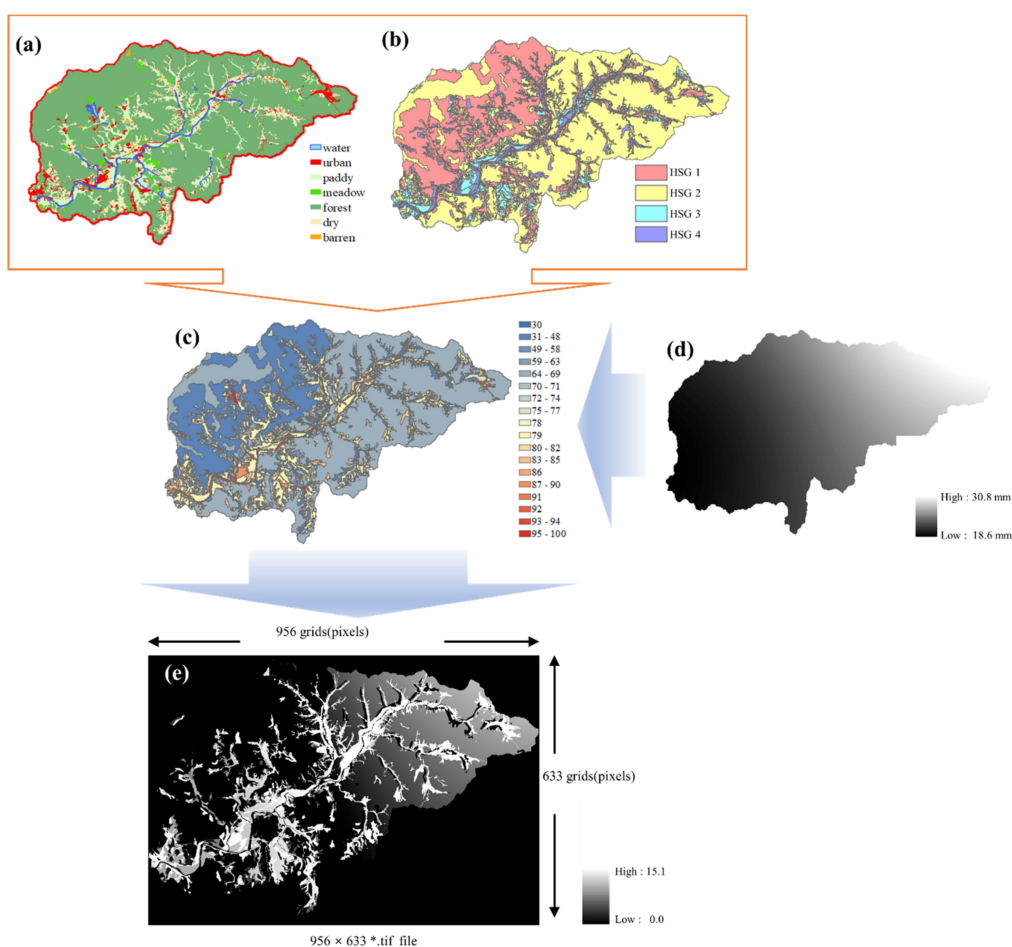 (a)
water
urban
paddy
meadow
forest
dry
barren
(b)
HSG 1
HSG 2
HSG 3
HSG 4
(c)
30
31 - 48
49 - 58
59 - 63
64 - 69
70 - 71
72 - 74
75 - 77
78
79
80 - 82
83 - 85
86
87 - 90
91
92
93 - 94
95 - 100
(d)
High : 30.8 mm
Low : 18.6 mm
956 grids(pixels)
(e)
633 grids(pixels)
High : 15.1
Low : 0.0
956 × 633 *.tif file